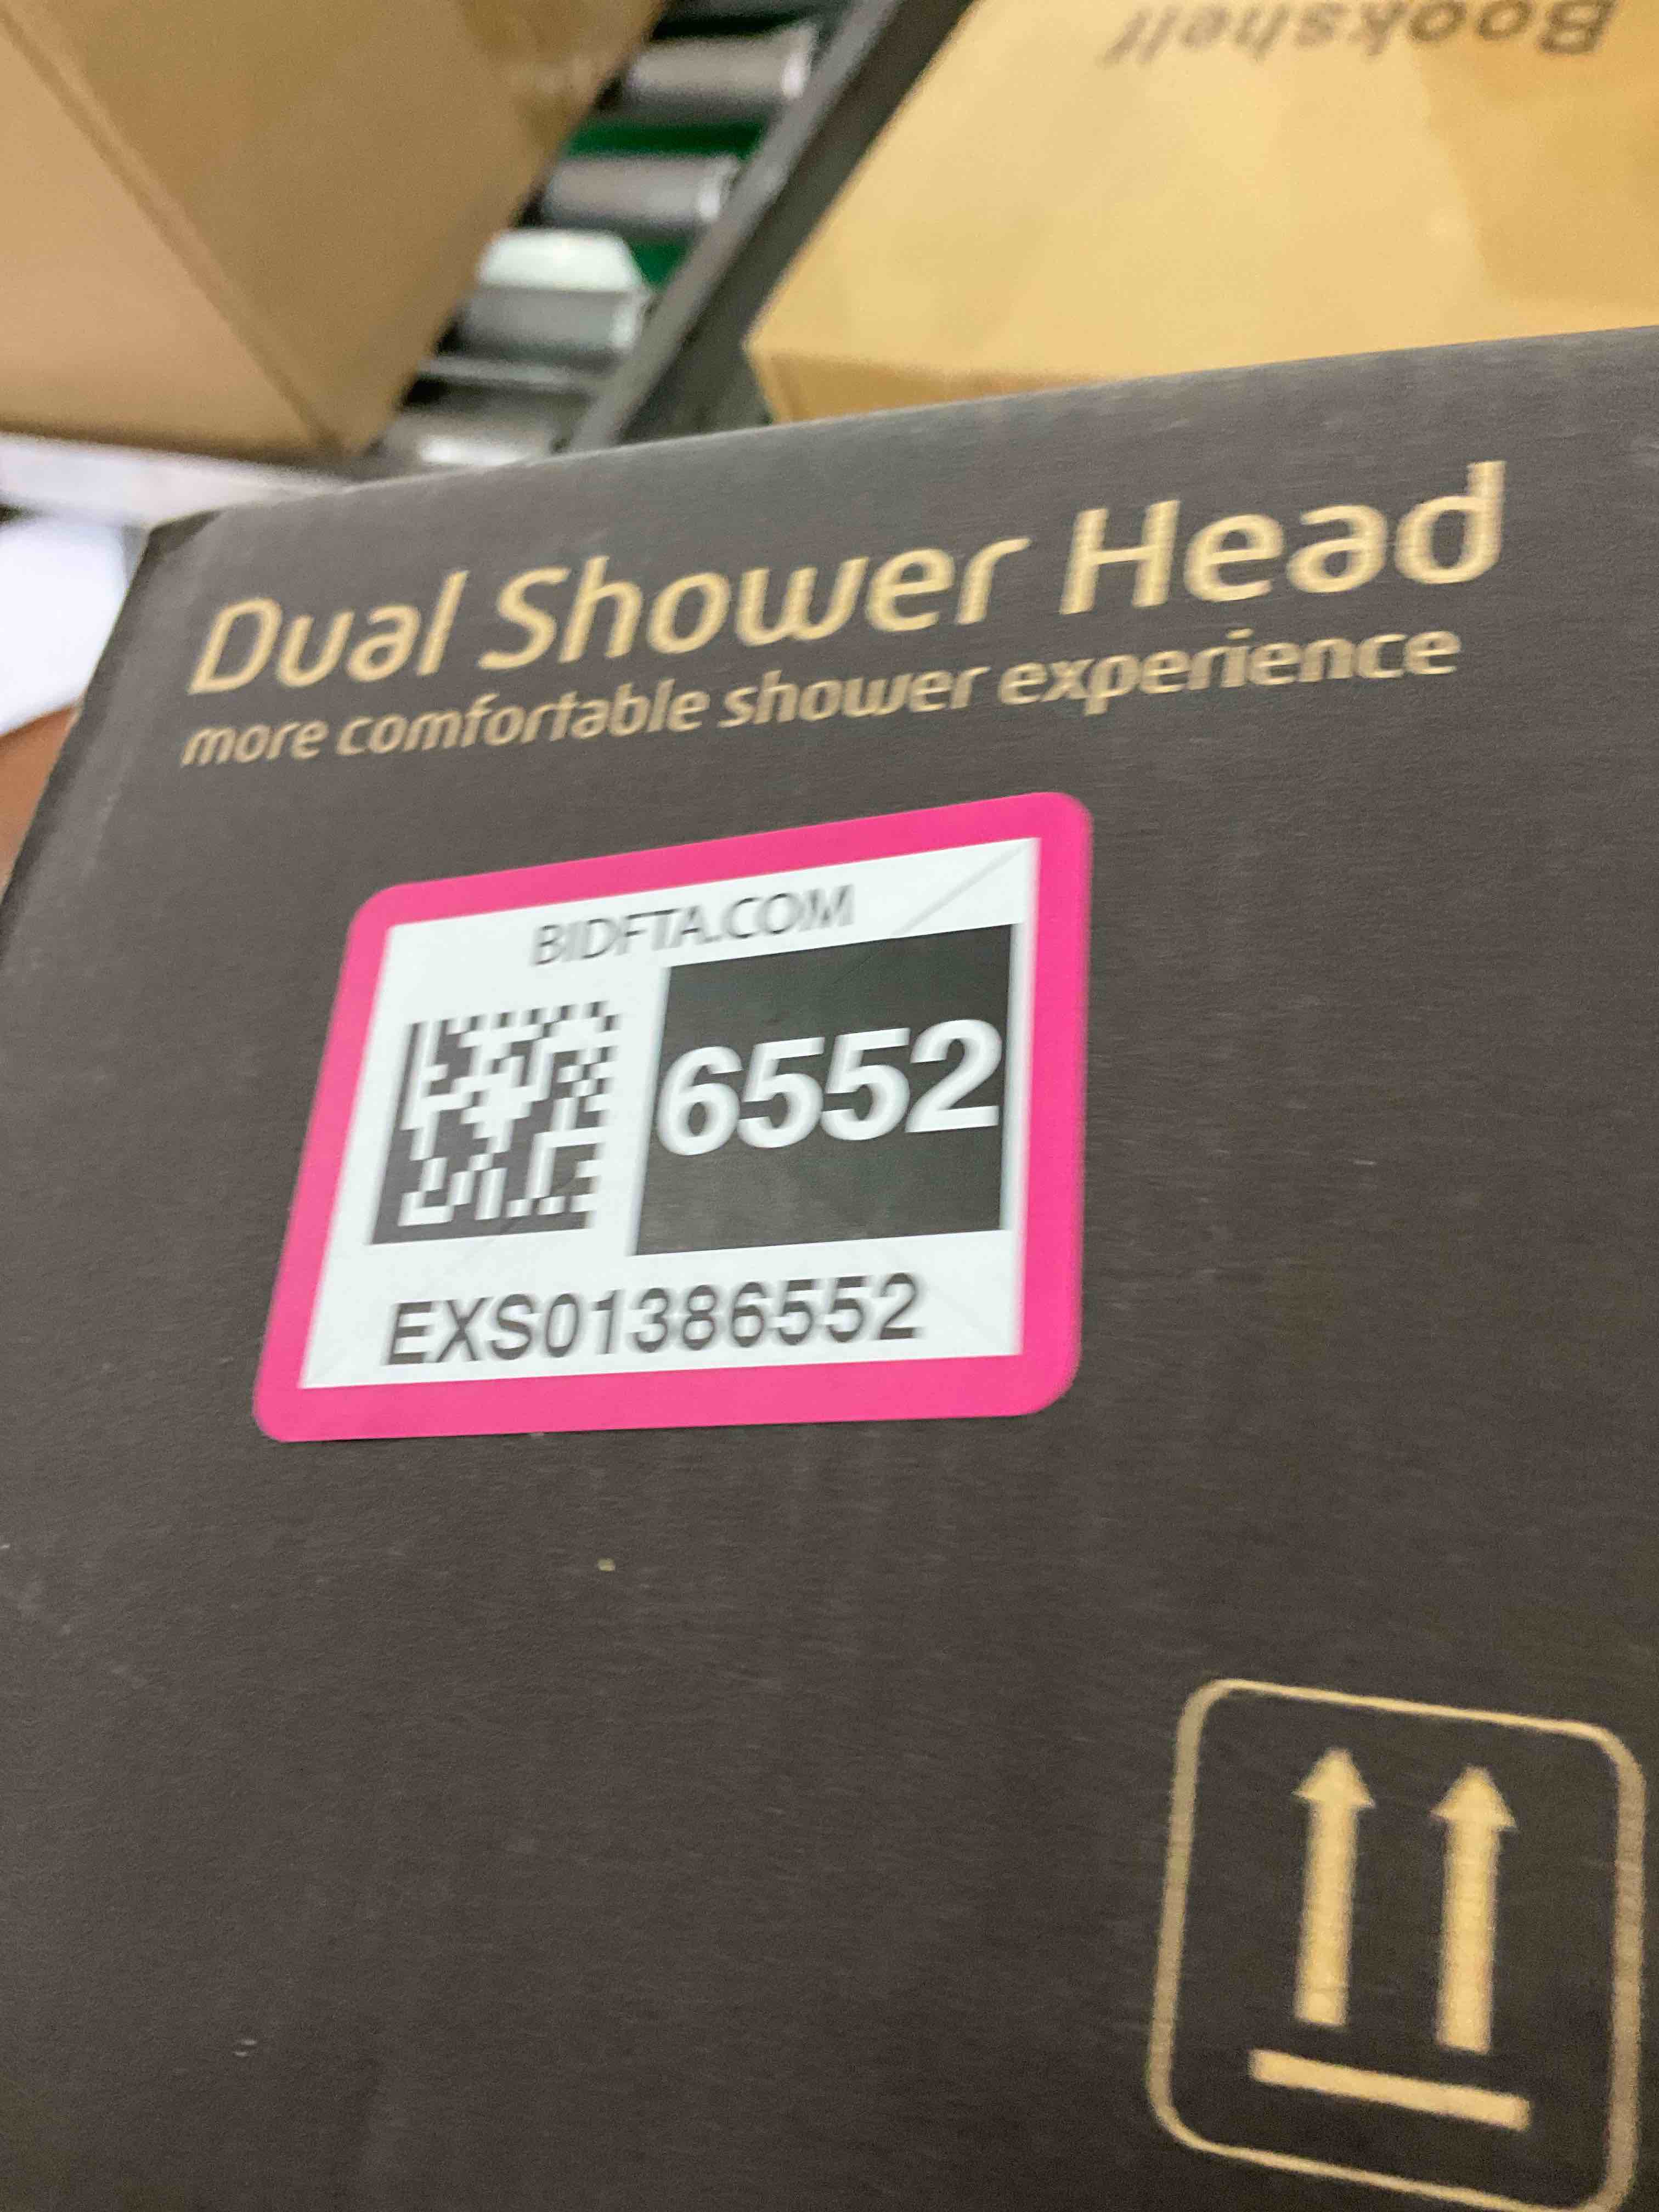 Bookshelf
Dual Shower Head
more comfortable shower experience
BIDFTA.COM
6552
EXS01386552